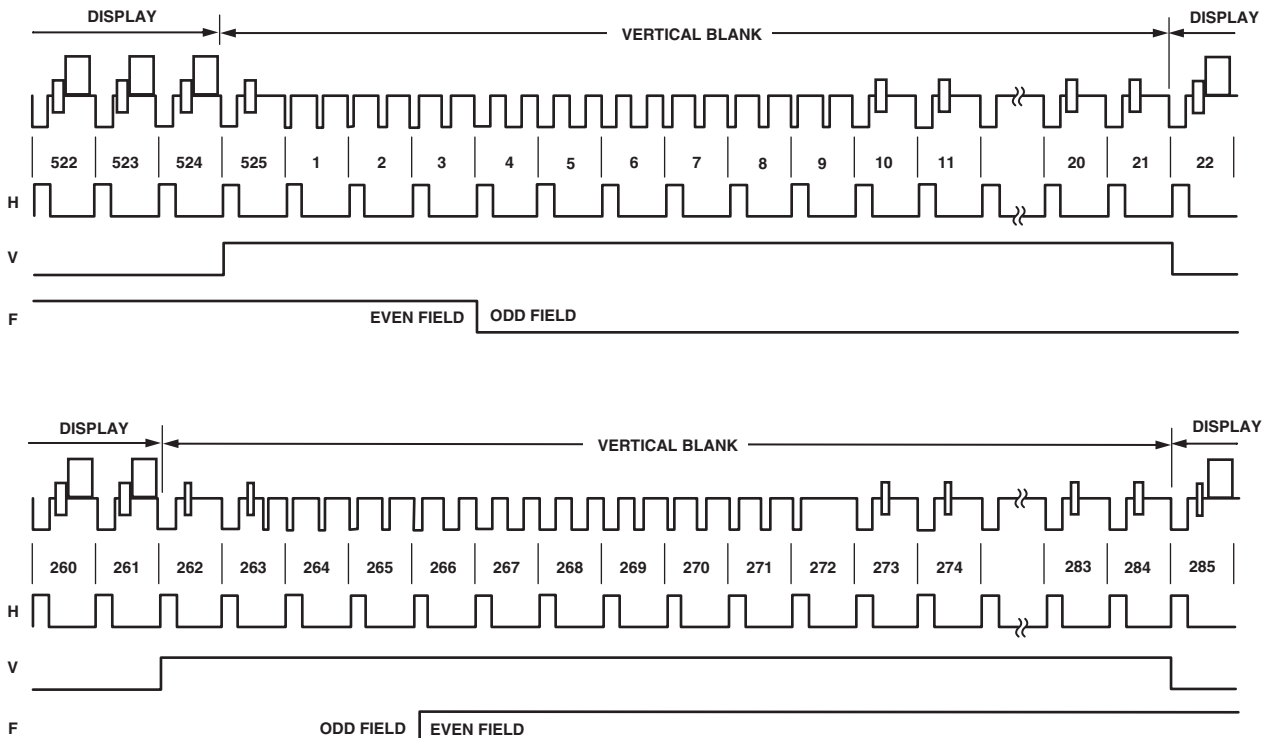 DISPLAY VERTICAL BLANK DISPLAY
522 523 524 525 1 2 3 4 5 6 7 8 9 10 11 20 21 22
H
V
EVEN FIELD ODD FIELD
F
DISPLAY VERTICAL BLANK DISPLAY
260 261 262 263 264 265 266 267 268 269 270 271 272 273 274 283 284 285
H
V
F ODD FIELD EVEN FIELD